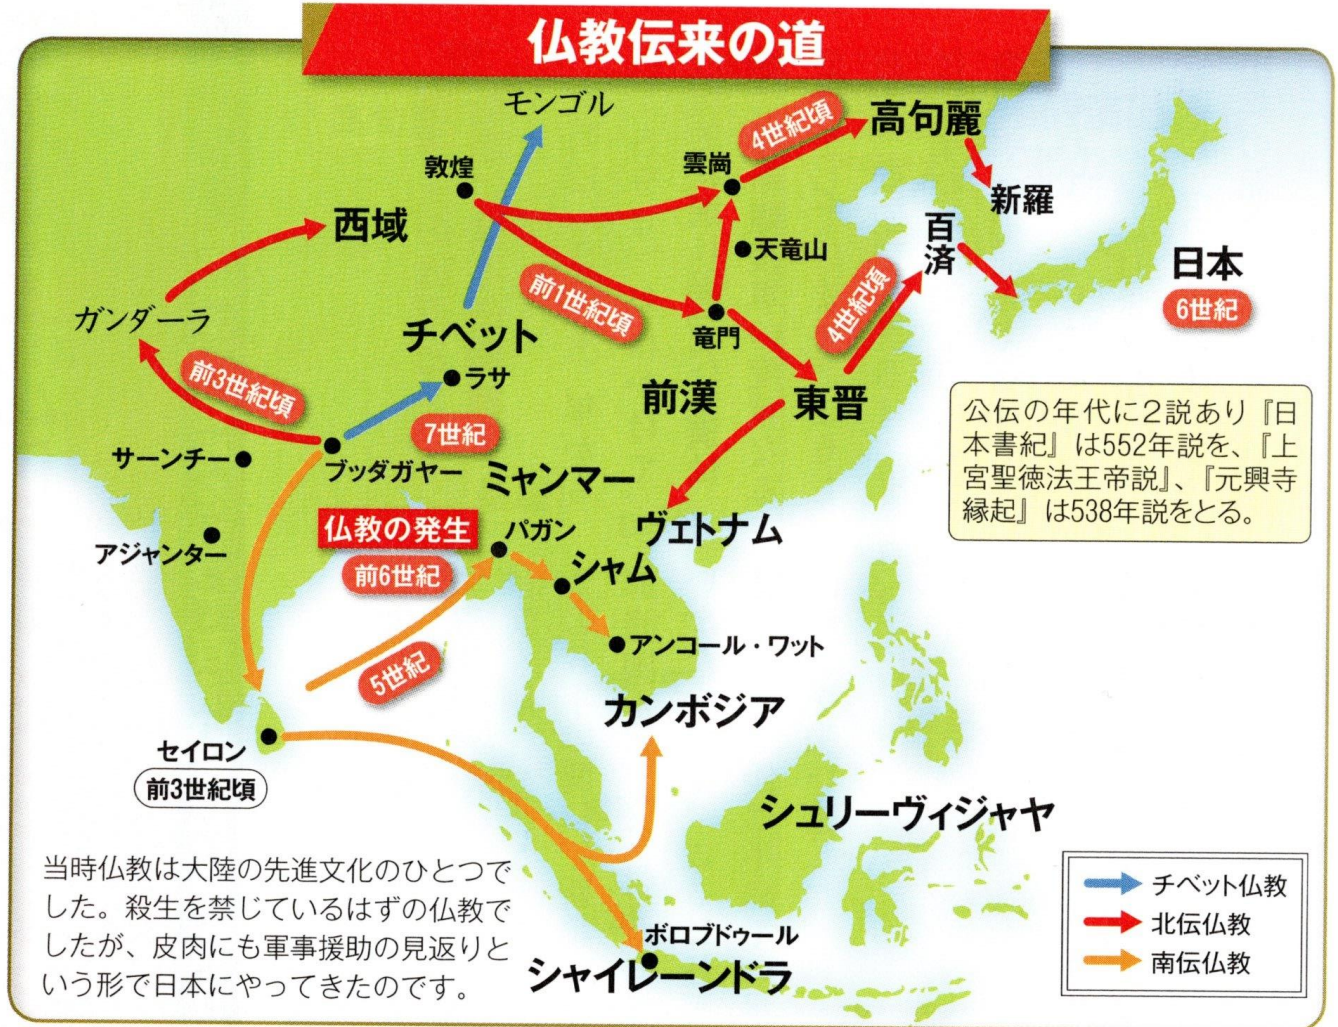 仏教伝来の道
モンゴル
高句麗
4世紀頃
敦煌
雲崗
新羅
西域
百済
天竜山
日本
6世紀
前1世紀頃
4世紀頃
ガンダーラ
チベット
竜門
ラサ
前漢
東晋
前3世紀頃
7世紀
サーンチー
ブッダガヤー
ミャンマー
公伝の年代に2説あり『日
本書紀』は552年説を、『上
宮聖徳法王帝説』、『元興寺
縁起』は538年説をとる。
仏教の発生
前6世紀
パガン
ヴェトナム
アジャンター
シャム
アンコール・ワット
5世紀
カンボジア
セイロン
前3世紀頃
シュリーヴィジャヤ
当時仏教は大陸の先進文化のひとつで
した。殺生を禁じているはずの仏教で
したが、皮肉にも軍事援助の見返りと
いう形で日本にやってきたのです。
ボロブドゥール
シャイレーンドラ
チベット仏教
北伝仏教
南伝仏教